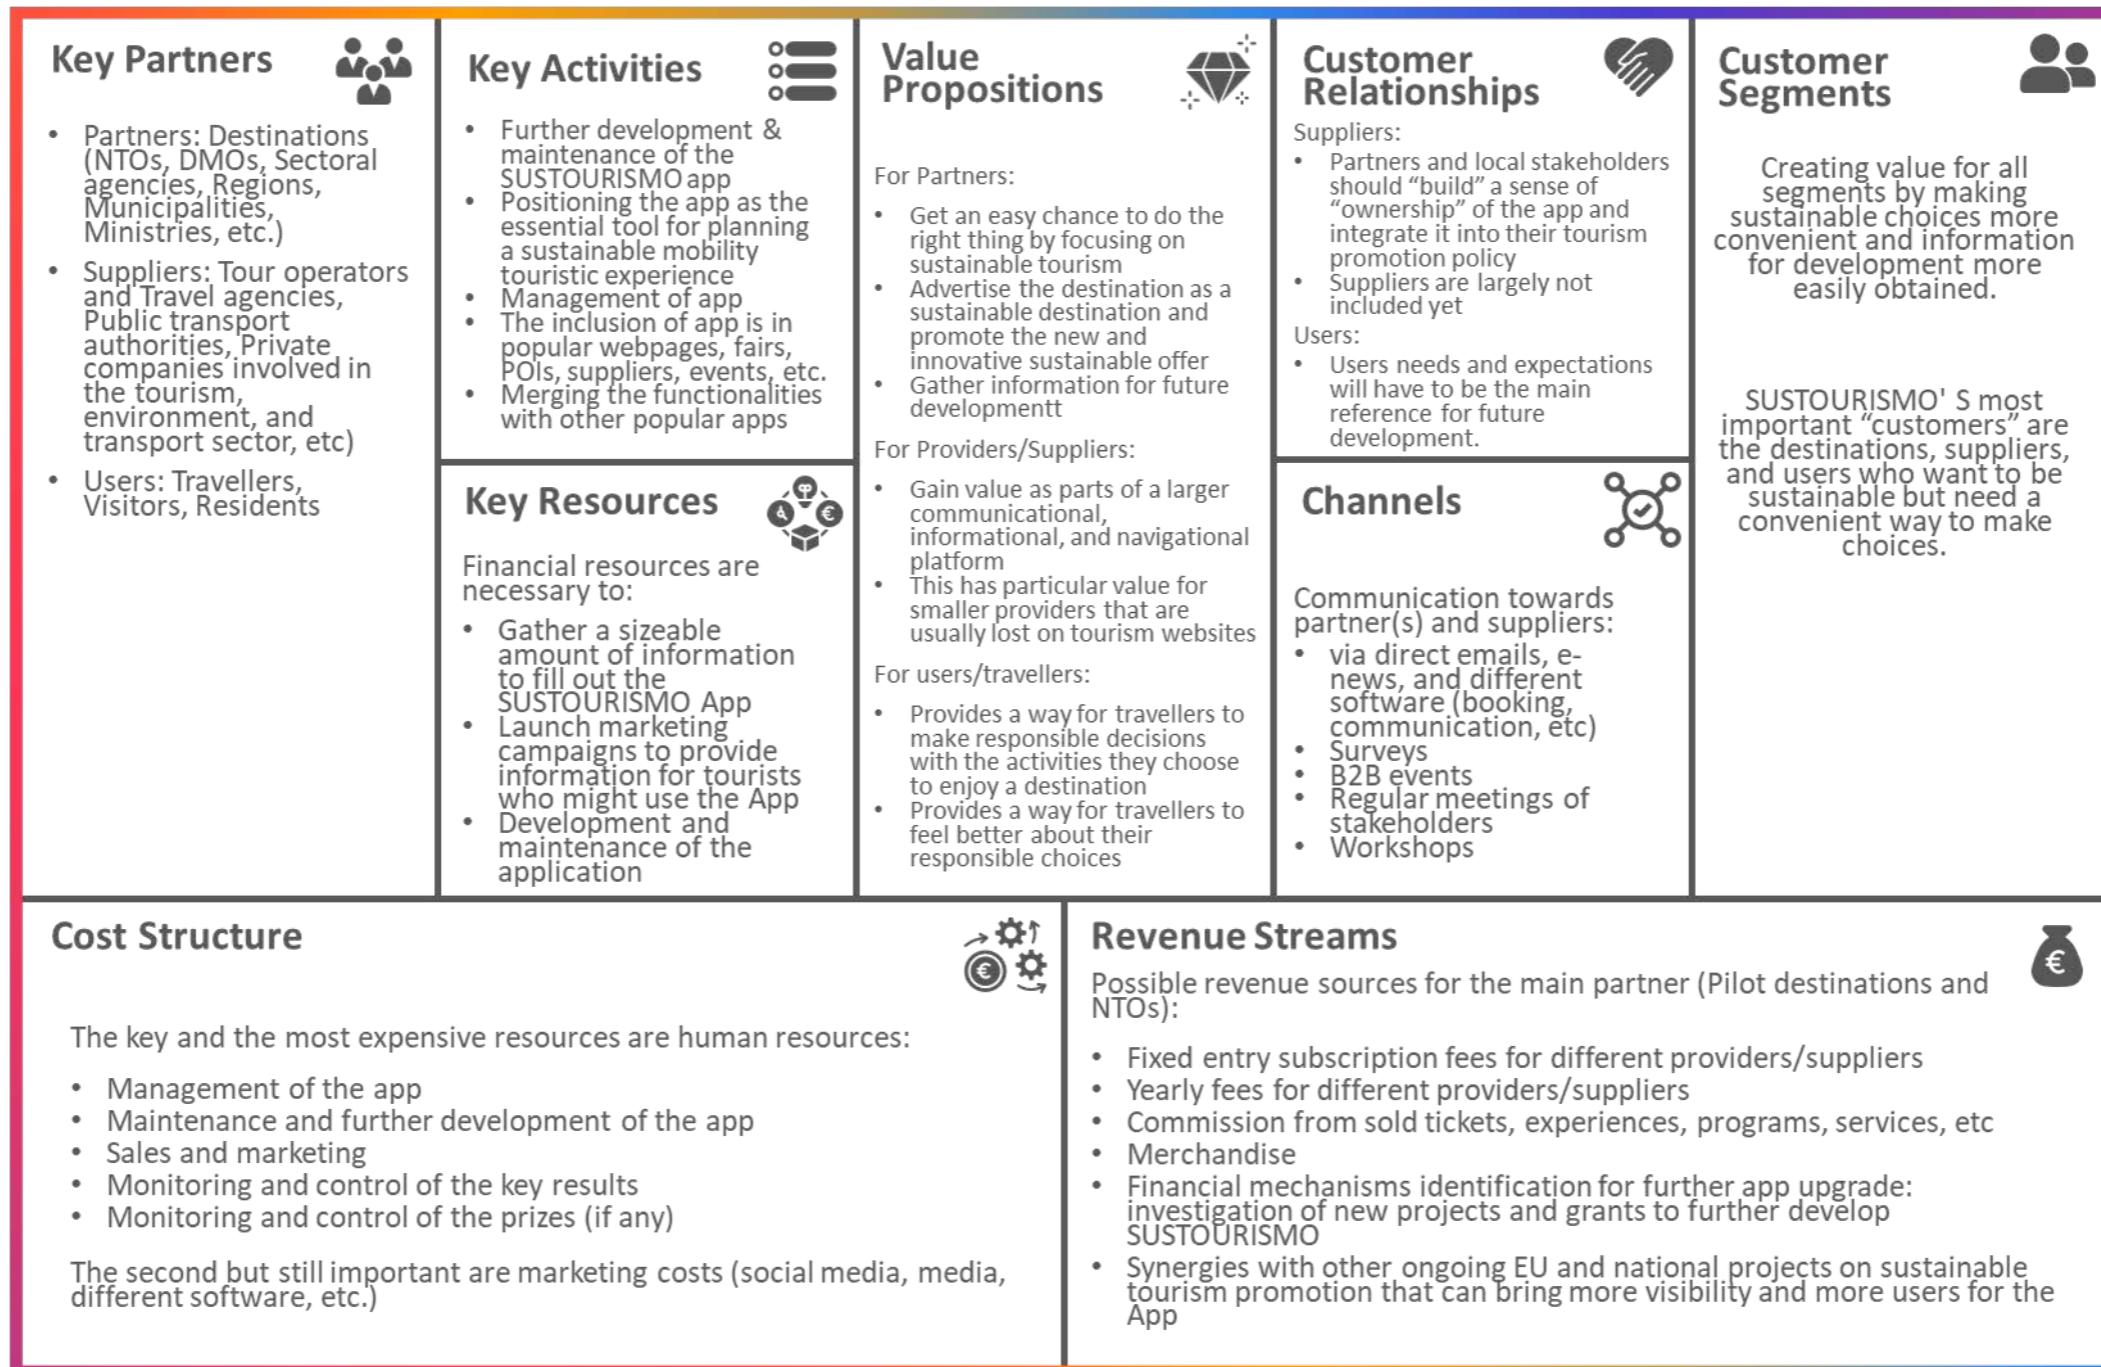 Key Partners
• Partners: Destinations
(NTOs, DMOs, Sectoral
agencies, Regions,
Municipalities,
Ministries, etc.)
• Suppliers: Tour operators
and Travel agencies,
Public transport
authorities, Private
companies involved in
the tourism,
environment, and
transport sector, etc)
• Users: Travellers,
Visitors, Residents
Key Activities
• Further development &
maintenance of the
SUSTOURISMO app
• Positioning the app as the
essential tool for planning
a sustainable mobility
touristic experience
• Management of app
• The inclusion of app is in
popular webpages, fairs,
POIs, suppliers, events, etc.
• Merging the functionalities
with other popular apps
Key Resources
Financial resources are
necessary to:
• Gather a sizeable
amount of information
to fill out the
SUSTOURISMO App
• Launch marketing
campaigns to provide
information for tourists
who might use the App
• Development and
maintenance of the
application
Value
Propositions
For Partners:
• Get an easy chance to do the
right thing by focusing on
sustainable tourism
• Advertise the destination as a
sustainable destination and
promote the new and
innovative sustainable offer
• Gather information for future
developmentt
For Providers/Suppliers:
• Gain value as parts of a larger
communicational,
informational, and navigational
platform
• This has particular value for
smaller providers that are
usually lost on tourism websites
For users/travellers:
• Provides a way for travellers to
make responsible decisions
with the activities they choose
to enjoy a destination
• Provides a way for travellers to
feel better about their
responsible choices
Customer
Relationships
Suppliers:
• Partners and local stakeholders
should “build” a sense of
“ownership” of the app and
integrate it into their tourism
promotion policy
• Suppliers are largely not
included yet
Users:
• Users needs and expectations
will have to be the main
reference for future
development.
Channels
Communication towards
partner(s) and suppliers:
• via direct emails, e-
news, and different
software (booking,
communication, etc)
• Surveys
• B2B events
• Regular meetings of
stakeholders
• Workshops
Customer
Segments
Creating value for all
segments by making
sustainable choices more
convenient and information
for development more
easily obtained.
SUSTOURISMO' S most
important “customers” are
the destinations, suppliers,
and users who want to be
sustainable but need a
convenient way to make
choices.
Cost Structure
The key and the most expensive resources are human resources:
• Management of the app
• Maintenance and further development of the app
• Sales and marketing
• Monitoring and control of the key results
• Monitoring and control of the prizes (if any)
The second but still important are marketing costs (social media, media,
different software, etc.)
Revenue Streams
Possible revenue sources for the main partner (Pilot destinations and
NTOs):
• Fixed entry subscription fees for different providers/suppliers
• Yearly fees for different providers/suppliers
• Commission from sold tickets, experiences, programs, services, etc
• Merchandise
• Financial mechanisms identification for further app upgrade:
investigation of new projects and grants to further develop
SUSTOURISMO
• Synergies with other ongoing EU and national projects on sustainable
tourism promotion that can bring more visibility and more users for the
App